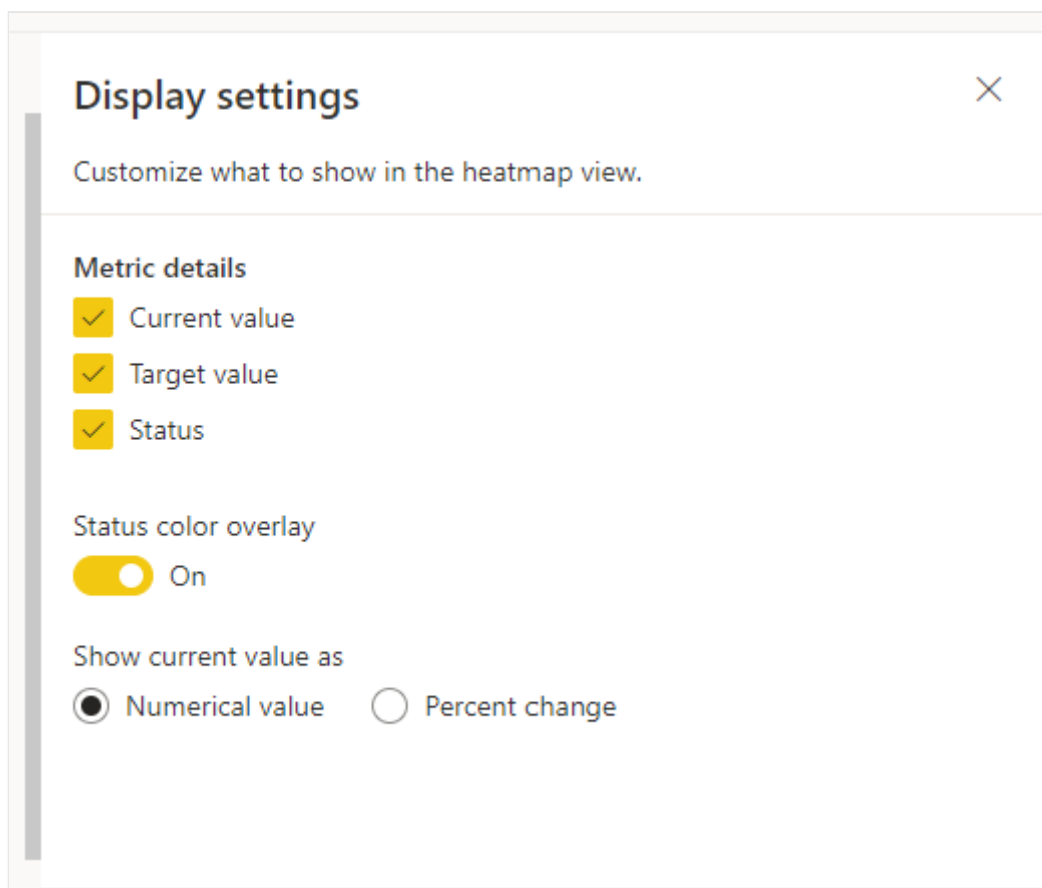 Display settings
Customize what to show in the heatmap view.
Metric details
Current value
Target value
Status
Status color overlay
On
Show current value as
Numerical value Percent change